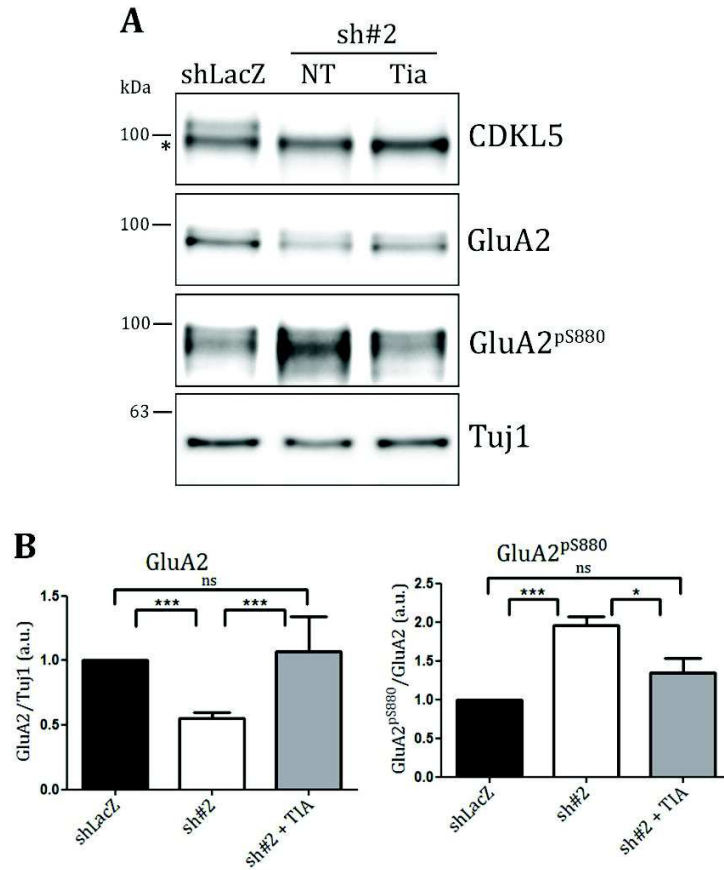 A
sh#2
shLacZ NT Tia
kDa
100
*
CDKL5
100
GluA2
100
GluA2pS880
63
Tuj1
B
GluA2
ns
*** ***
1.5
1.0
0.5
0.0
GluA2/Tuj1 (a.u.)
shLacZ
sh#2
sh#2 + TIA
GluA2pS880
ns
*** *
2.5
2.0
1.5
1.0
0.5
0.0
GluA2pS880/GluA2 (a.u.)
shLacZ
sh#2
sh#2 + TIA